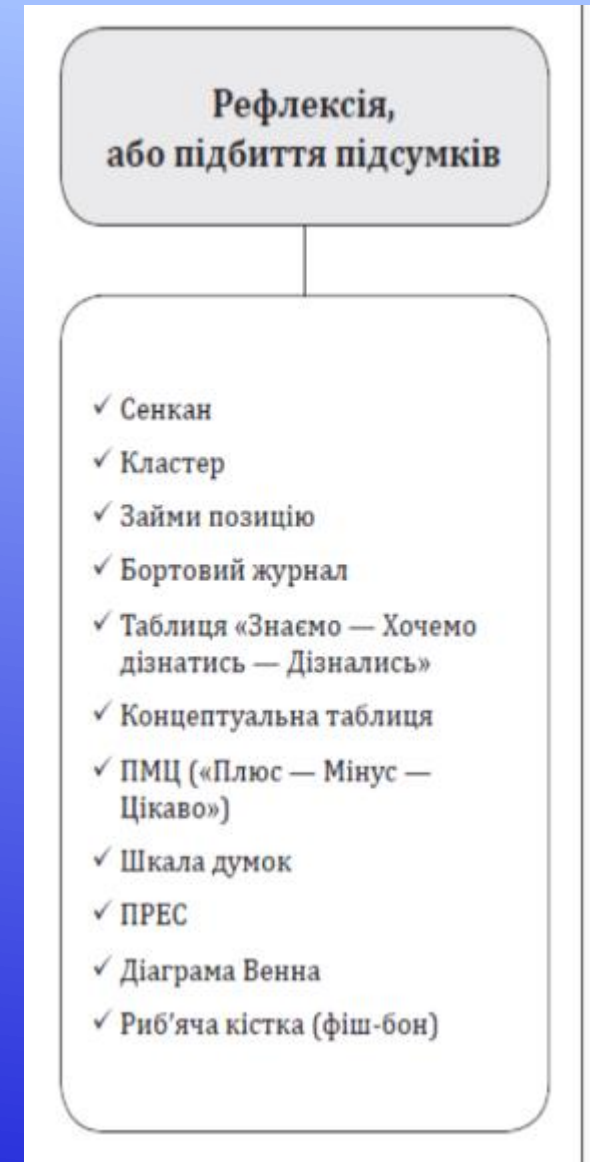 Рефлексія,
або підбиття підсумків
✓ Сенкан
✓ Кластер
✓ Займи позицію
✓ Бортовий журнал
✓ Таблиця «Знаємо — Хочемо
дізнатись — Дізнались»
✓ Концептуальна таблиця
✓ ПМЦ («Плюс — Мінус —
Цікаво»)
✓ Шкала думок
✓ ПРЕС
✓ Діаграма Венна
✓ Риб’яча кістка (фіш-бон)